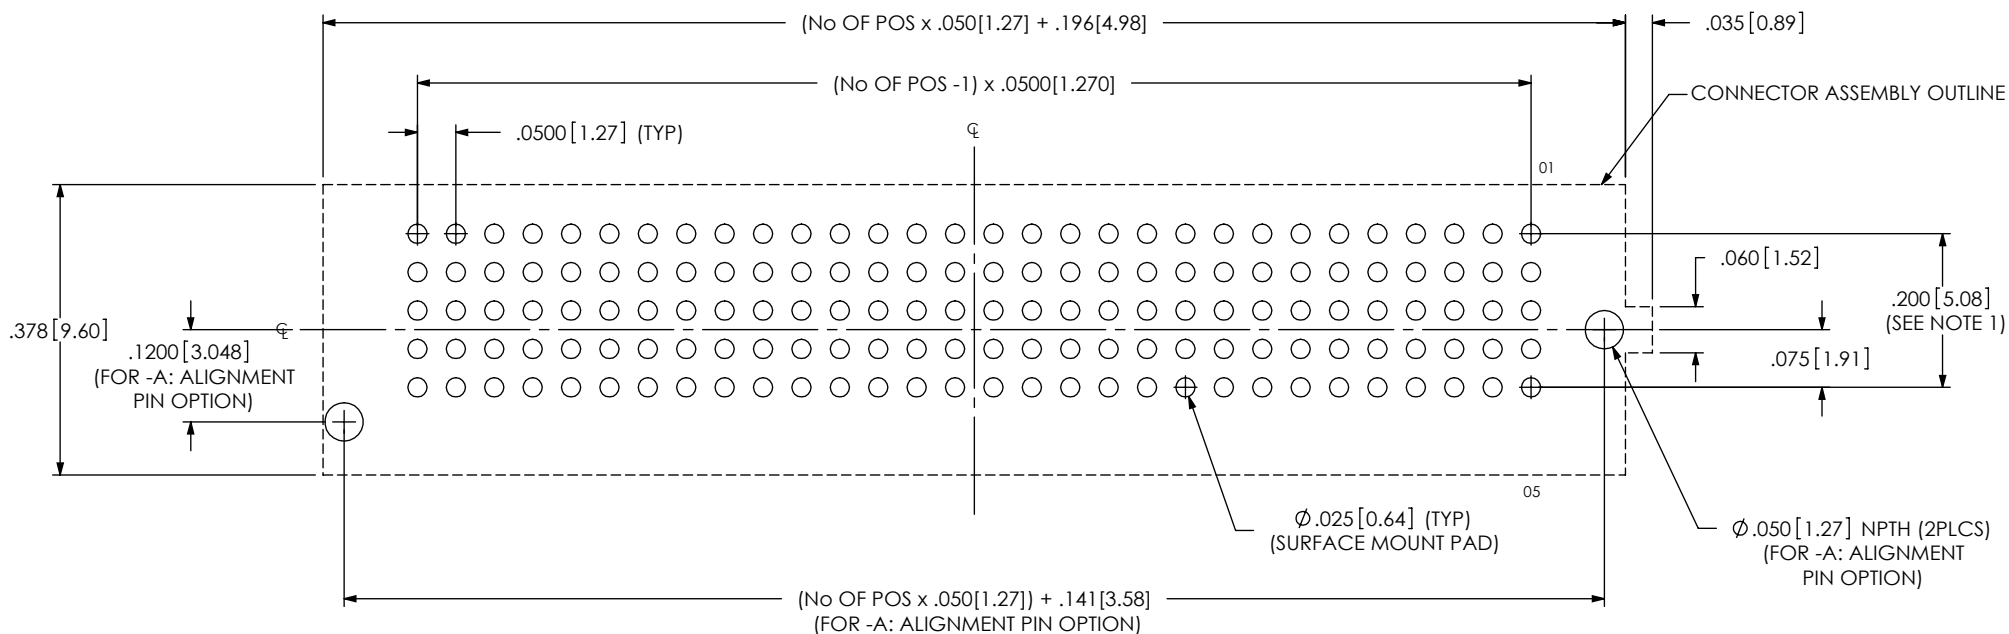 (No OF POS x .050[1.27] + .196[4.98]
.035[0.89]
(No OF POS -1) x .0500[1.270]
CONNECTOR ASSEMBLY OUTLINE
.0500[1.27] (TYP)
℄
01
.060[1.52]
.200[5.08]
(SEE NOTE 1)
.378[9.60]
℄
.1200[3.048]
(FOR -A: ALIGNMENT
PIN OPTION)
.075[1.91]
05
Ø.025[0.64] (TYP)
(SURFACE MOUNT PAD)
Ø.050[1.27] NPTH (2PLCS)
(FOR -A: ALIGNMENT
PIN OPTION)
(No OF POS x .050[1.27]) + .141[3.58]
(FOR -A: ALIGNMENT PIN OPTION)